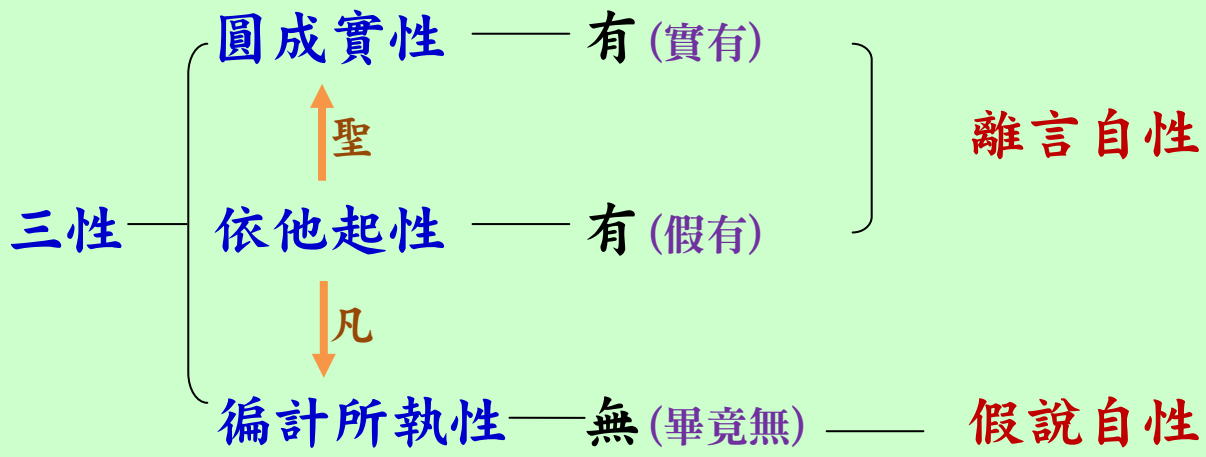 圓成實性 有(實有)
聖
離言自性
三性 依他起性 有(假有)
凡
徧計所執性 無(畢竟無) 假說自性